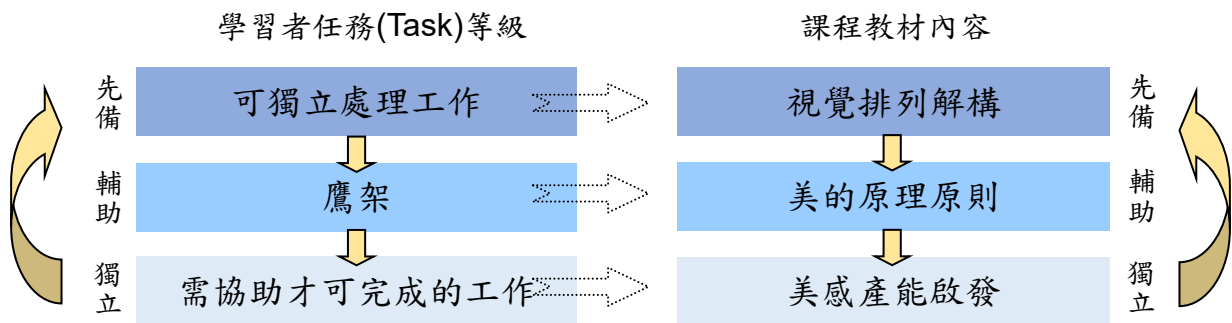 學習者任務(Task)等級
課程教材內容
先備
可獨立處理工作
視覺排列解構
先備
輔助
鷹架
美的原理原則
輔助
獨立
需協助才可完成的工作
美感產能啟發
獨立